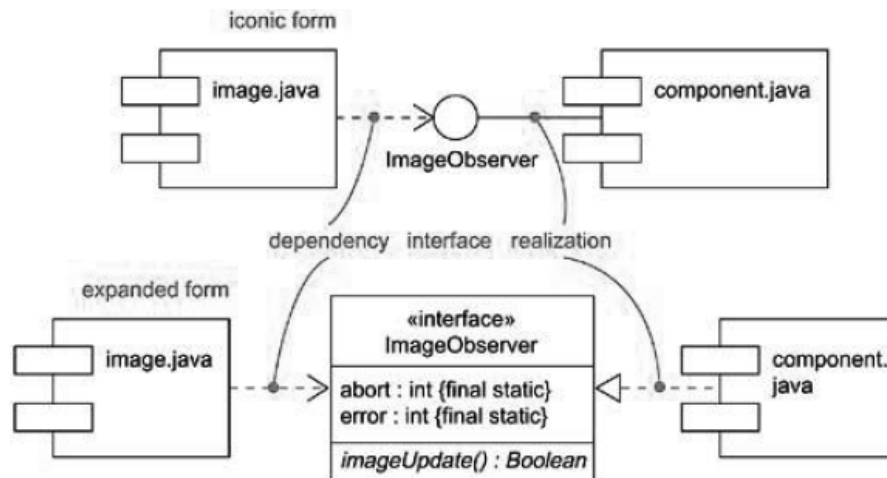 iconic form
image.java
component.java
ImageObserver
dependency interface realization
expanded form
«interface»
ImageObserver
image.java
component.
java
abort : int {final static}
error : int {final static}
imageUpdate() : Boolean